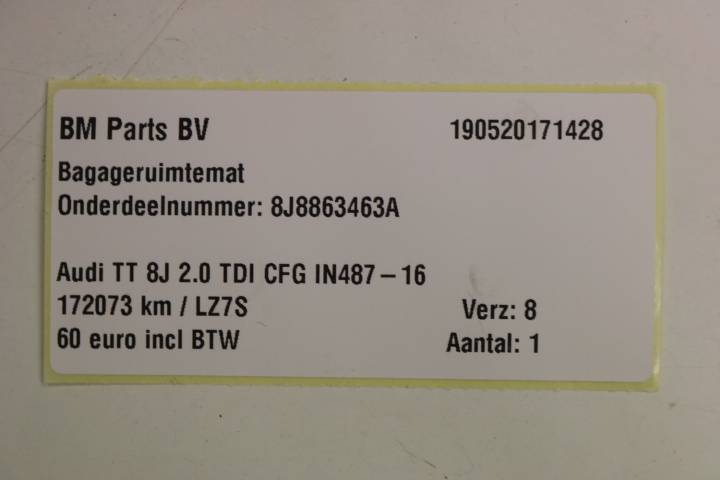 BM Parts BV 190520171428
Bagageruimtemat
Onderdeelnummer: 8J8863463A
Audi TT 8J 2.0 TDI CFG IN487-16
172073 km / LZ7S Verz: 8
60 euro incl BTW Aantal: 1